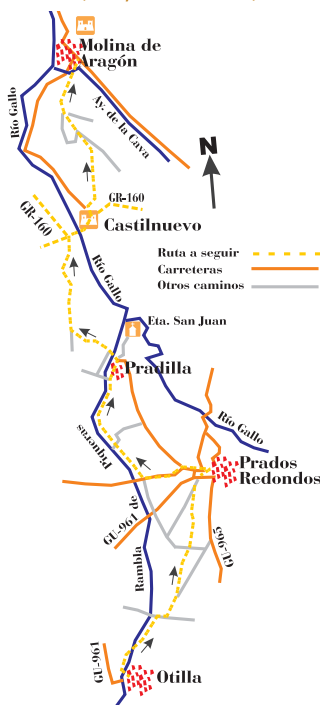 Molina de
Aragón
Río Gallo
Ay. de la Cava
N
GR-160
GR-160
Castilnuevo
Ruta a seguir
Carreteras
Otros caminos
Río Gallo
Eta. San Juan
Pradilla
Río Gallo
Piqueras
Prados
Redondos
GU-961 de
GU-965
Rambla
GU-961
Otilla